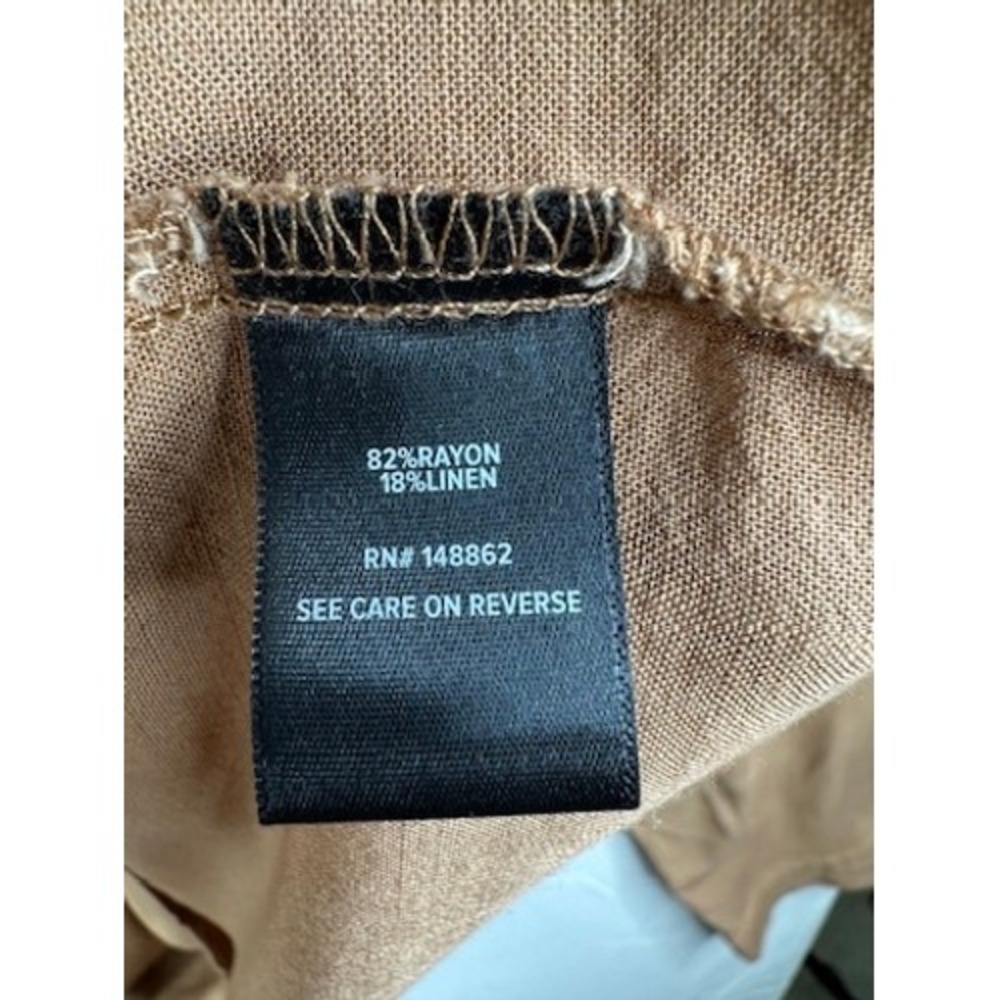 82%RAYON
18%LINEN
RN# 148862
SEE CARE ON REVERSE